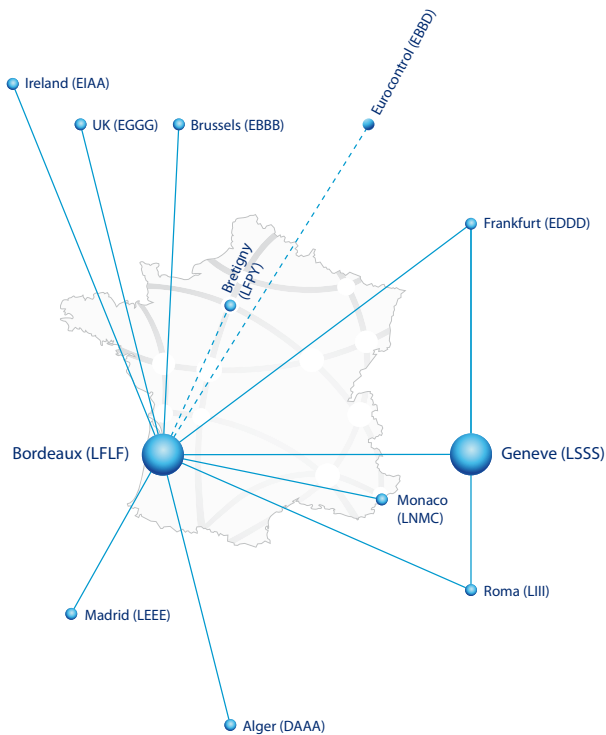 Eurocontrol (EBBD)
Ireland (EIAA)
UK (EGGG)
Brussels (EBBB)
Frankfurt (EDDD)
Bretigny
(LFPY)
Bordeaux (LFLF)
Geneve (LSSS)
Monaco
(LNMC)
Roma (LIII)
Madrid (LEEE)
Alger (DAAA)